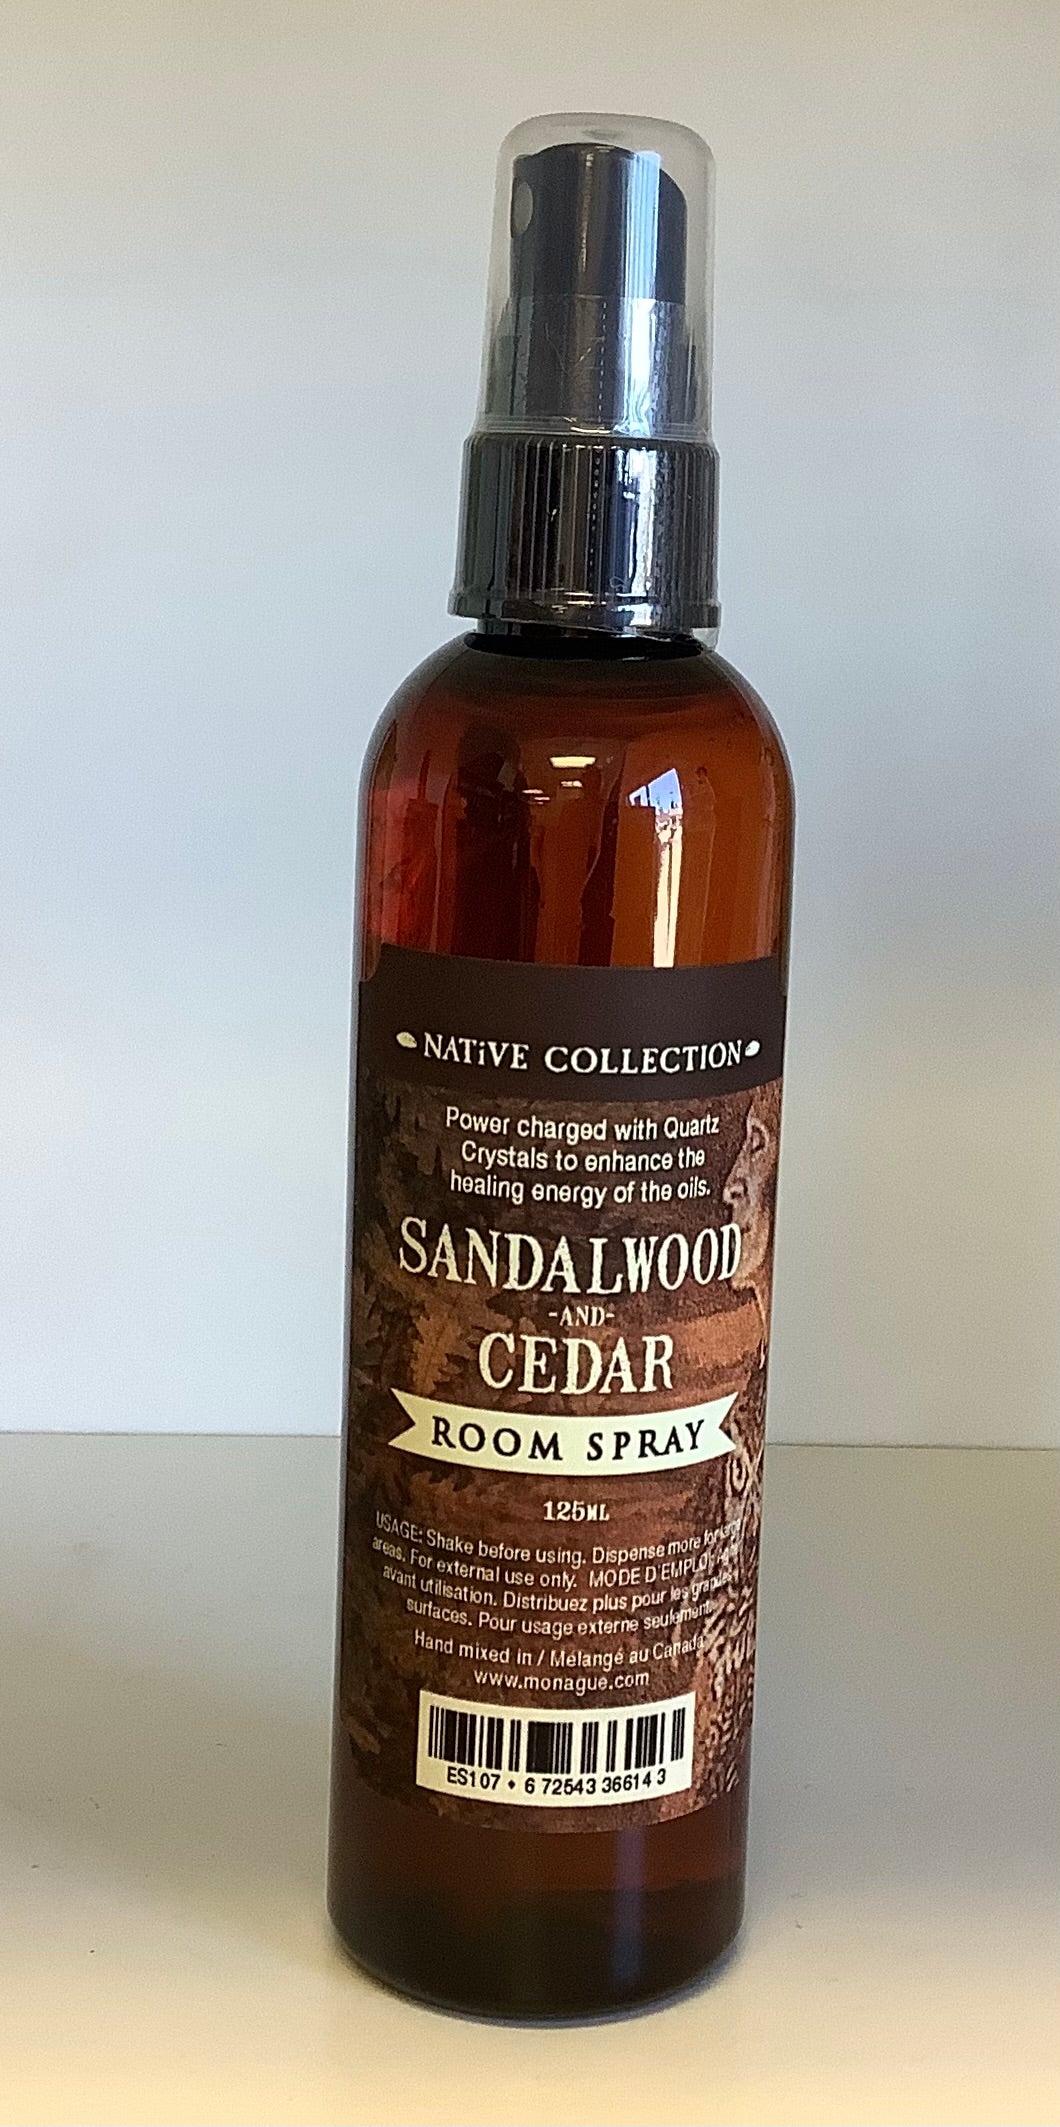 NATiVE COLLECTION
Power charged with Quartz
Crystals to enhance the
healing energy of the oils.
SANDALWOOD
-AND-
CEDAR
ROOM SPRAY
125ML
USAGE: Shake before using. Dispense more for large
areas. For external use only. MODE D'EMPLOI:
avant utilisation. Distribuez plus pour les grandes
surfaces. Pour usage externe seulement.
Hand mixed in / Mélangé au Canada
www.monague.com
ES107 • 6 72543 36614 3